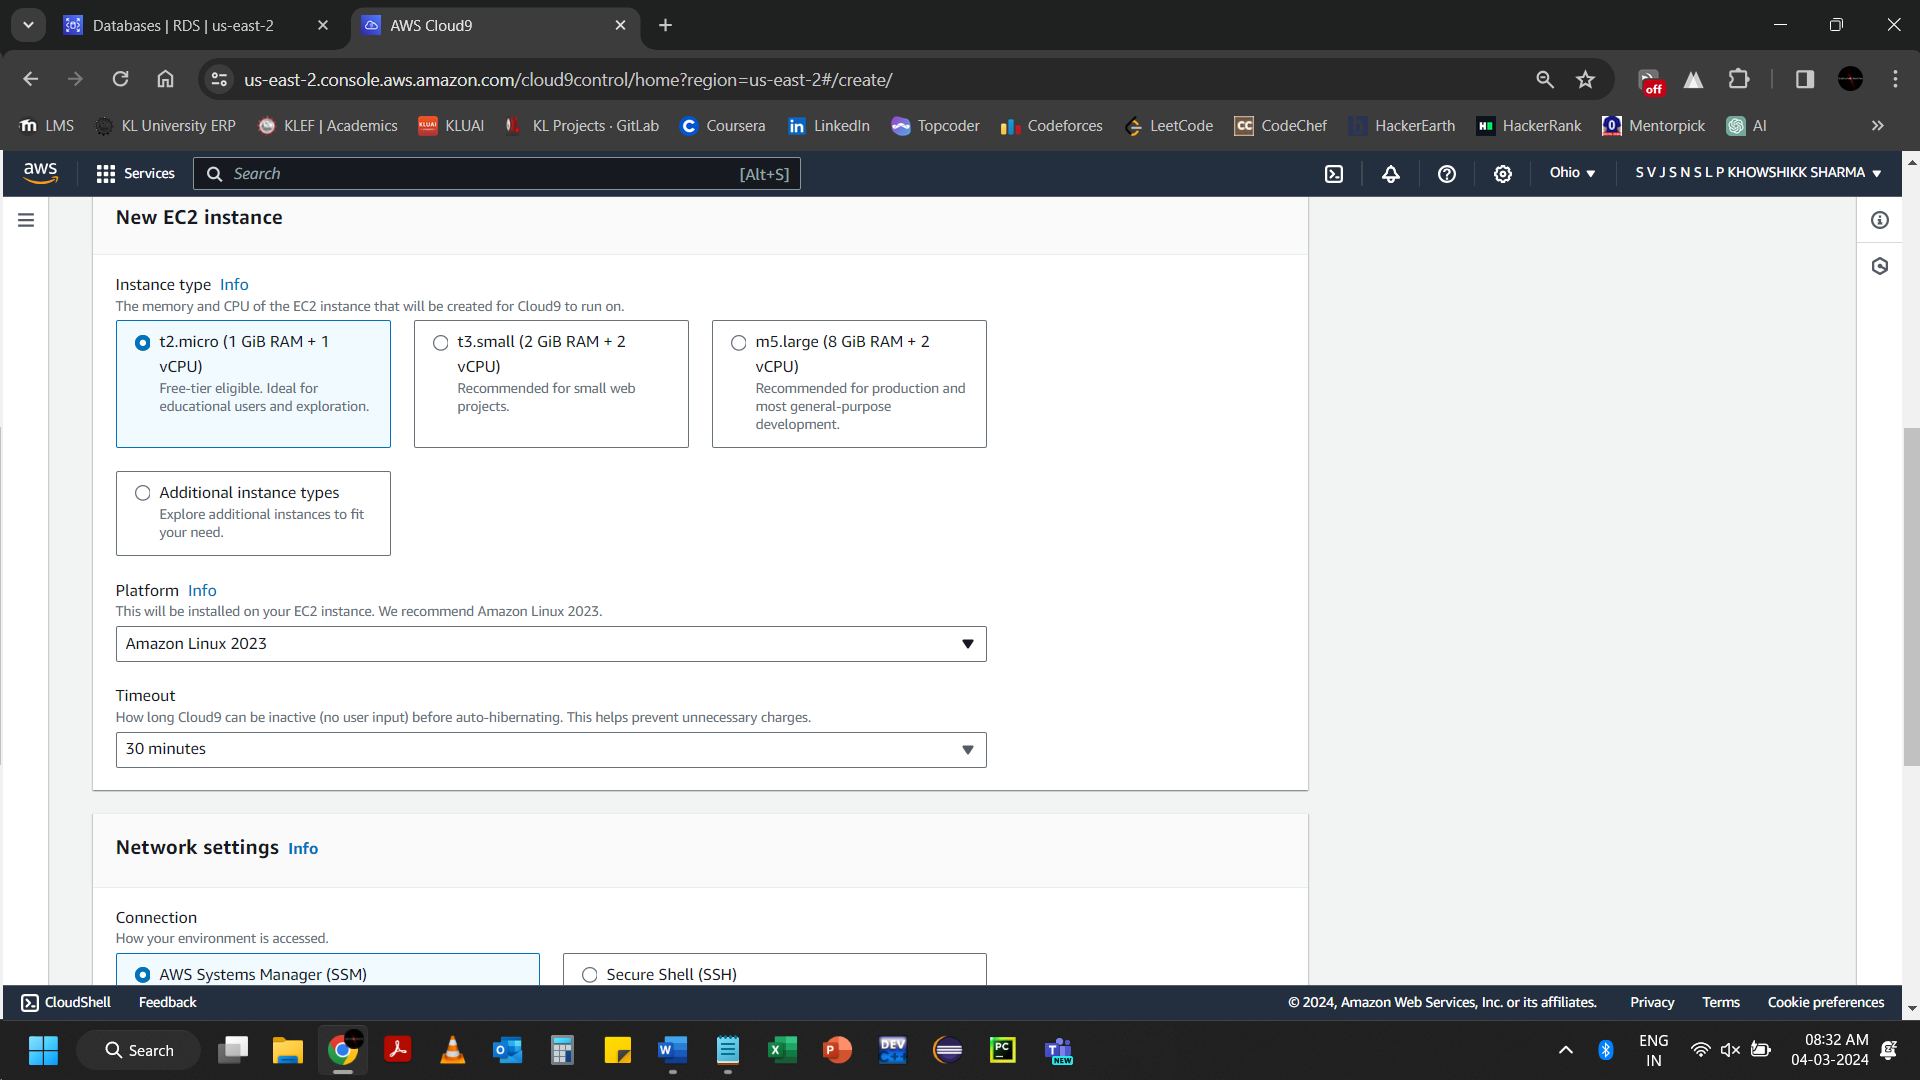 Databases | RDS | us-east-2
AWS Cloud9
us-east-2.console.aws.amazon.com/cloud9control/home?region=us-east-2#/create/
off
LMS
KL University ERP
KLEF | Academics
KLUAI
KLUAI
KL Projects · GitLab
Coursera
LinkedIn
Topcoder
Codeforces
LeetCode
CodeChef
HackerEarth
HackerRank
Mentorpick
AI
aws
Services
Search
[Alt+S]
Ohio
S V J S N S L P KHOWSHIKK SHARMA
New EC2 instance
Instance type Info
The memory and CPU of the EC2 instance that will be created for Cloud9 to run on.
t2.micro (1 GiB RAM + 1
vCPU)
Free-tier eligible. Ideal for
educational users and exploration.
t3.small (2 GiB RAM + 2
vCPU)
Recommended for small web
projects.
m5.large (8 GiB RAM + 2
vCPU)
Recommended for production and
most general-purpose
development.
Additional instance types
Explore additional instances to fit
your need.
Platform Info
This will be installed on your EC2 instance. We recommend Amazon Linux 2023.
Amazon Linux 2023
Timeout
How long Cloud9 can be inactive (no user input) before auto-hibernating. This helps prevent unnecessary charges.
30 minutes
Network settings Info
Connection
How your environment is accessed.
AWS Systems Manager (SSM)
Secure Shell (SSH)
CloudShell
Feedback
© 2024, Amazon Web Services, Inc. or its affiliates.
Privacy
Terms
Cookie preferences
Search
DEV
PC
NEW
ENG
IN
08:32 AM
04-03-2024